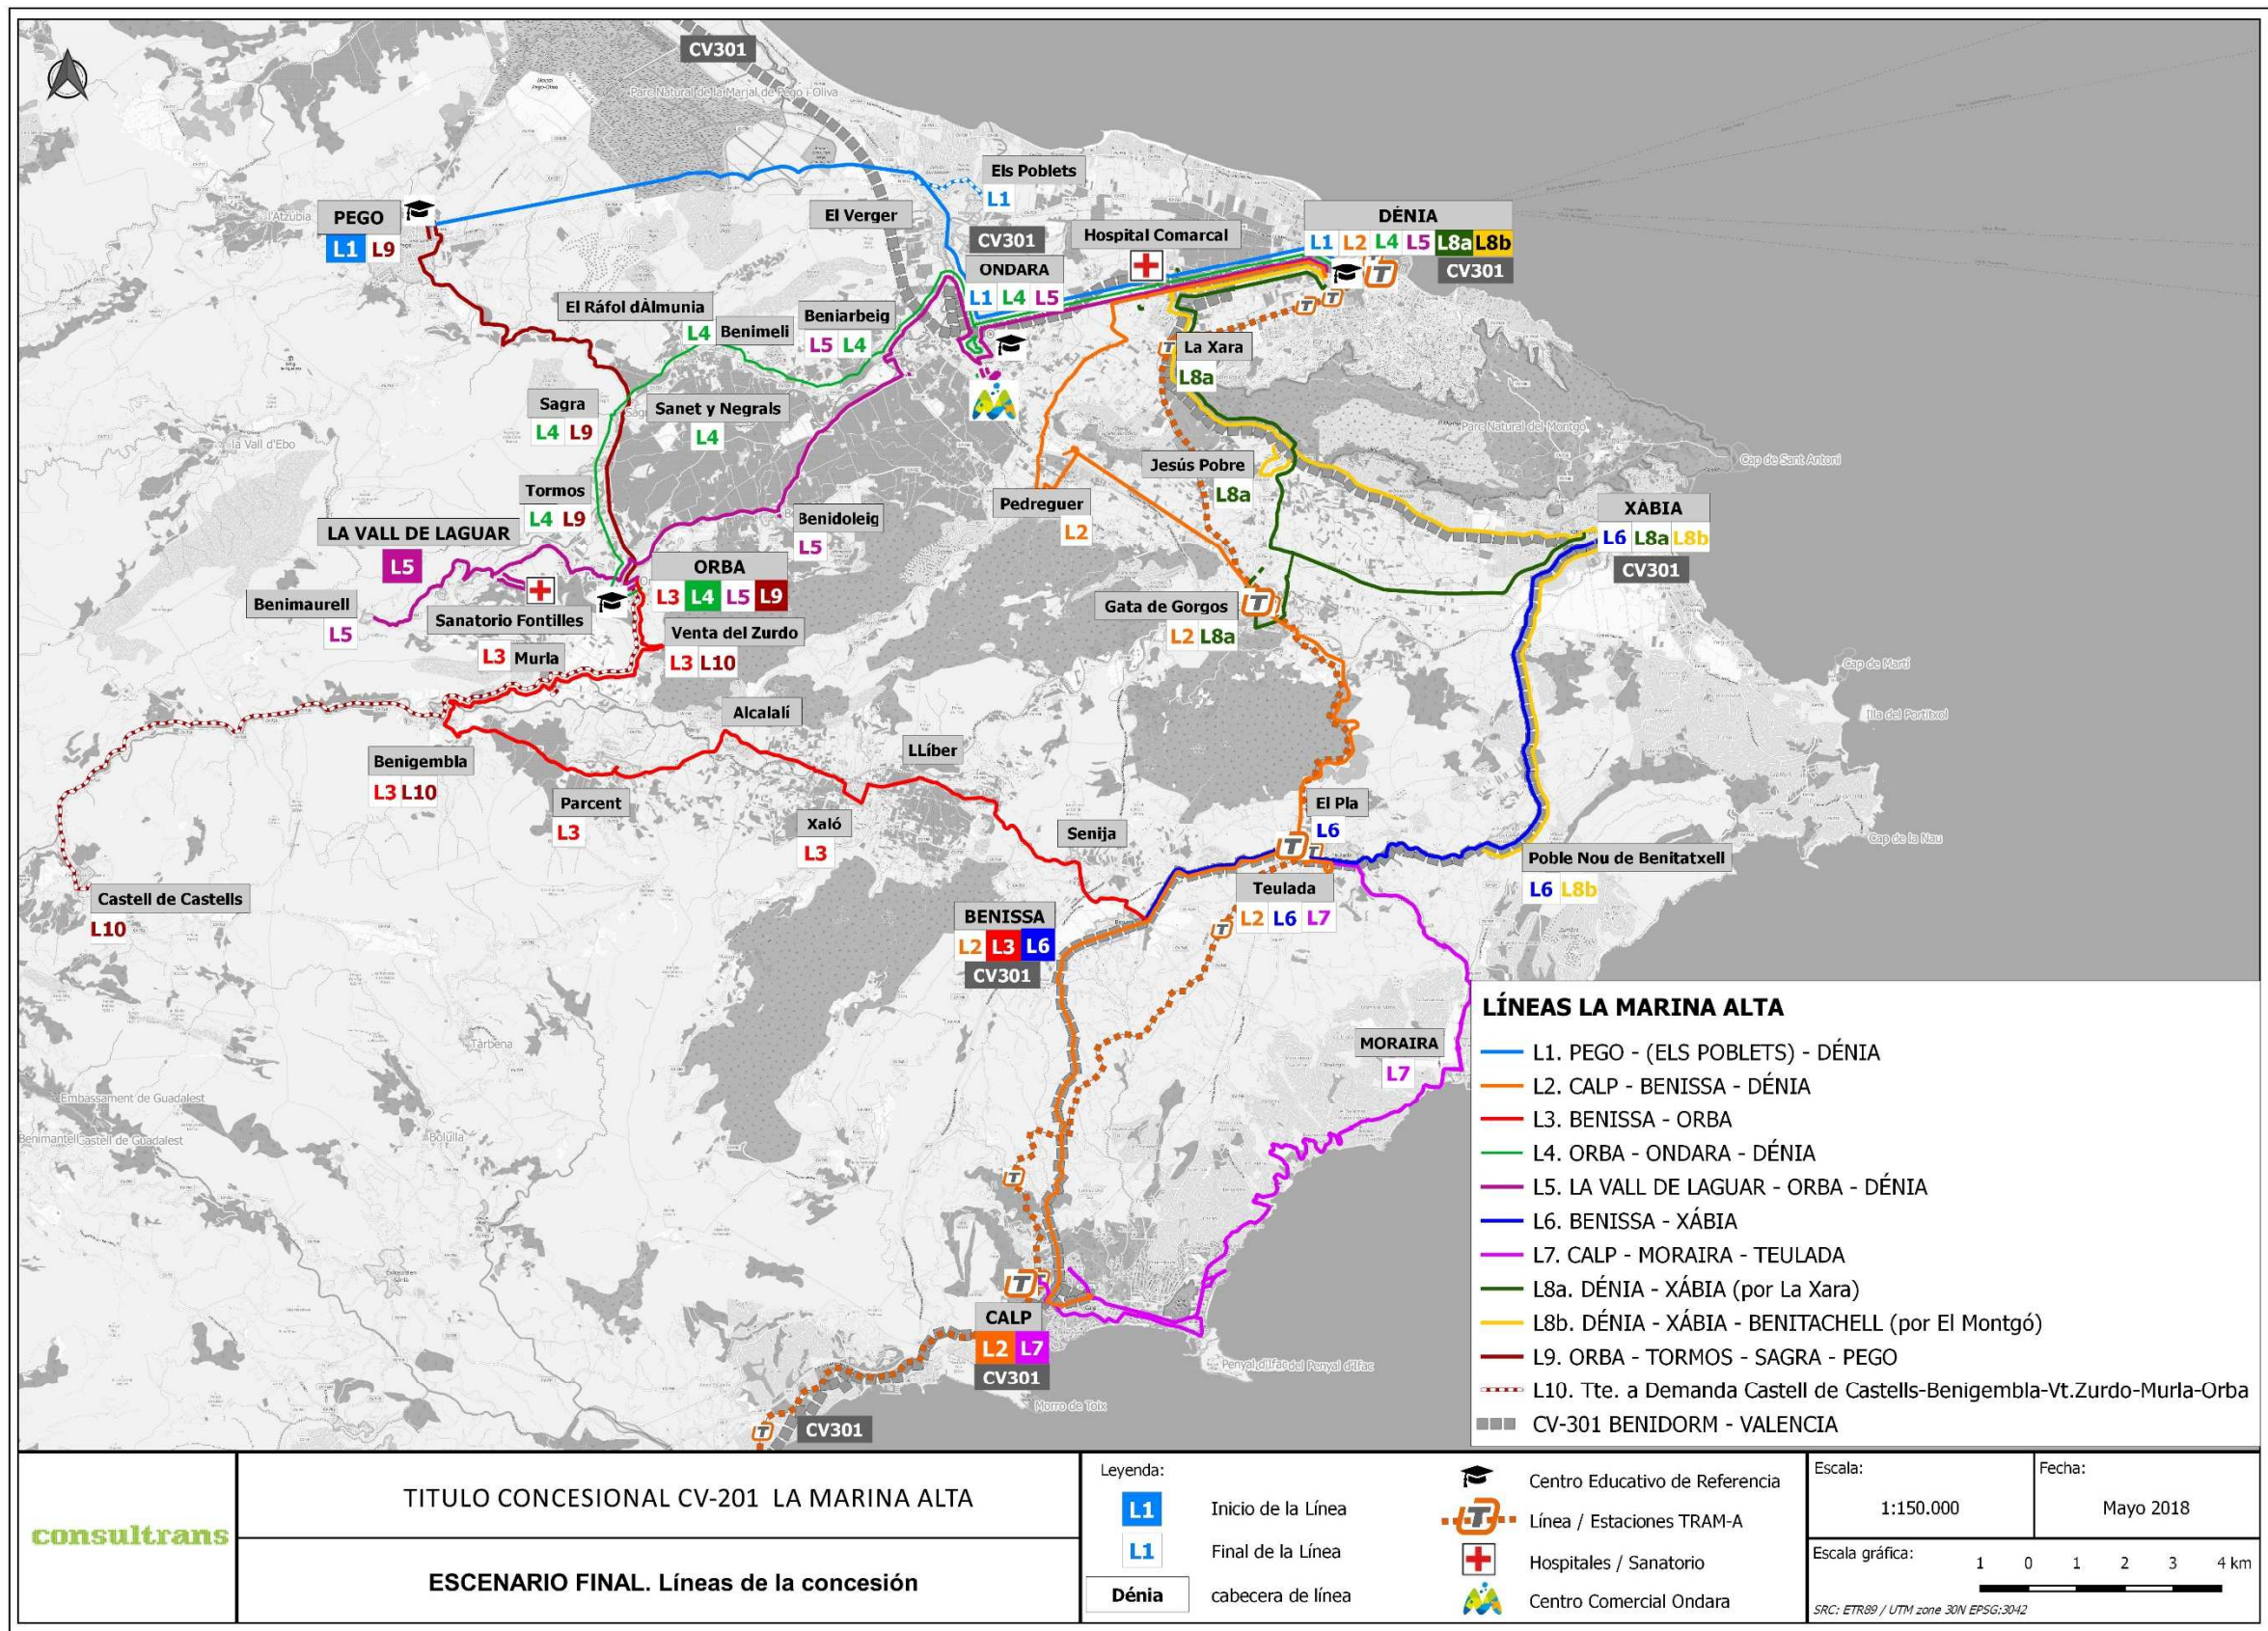 CV301
Parc Natural de la Marjal de Pego i Oliva
Els Poblets
L1
PEGO
L1 L9
l'Atzúbia
El Verger
CV301
Hospital Comarcal
DÉNIA
L1 L2 L4 L5 L8a L8b
CV301
ONDARA
L1 L4 L5
El Ráfol dÀlmunia
L4
Benimeli
Beniarbeig
L5 L4
La Xara
L8a
Sagra
L4 L9
Sanet y Negrals
L4
la Vall d'Ebo
Parc Natural del Montgó
Cap de Sant Antoni
Jesús Pobre
L8a
Tormos
L4 L9
Pedreguer
L2
Benidoleig
L5
XÀBIA
L6 L8a L8b
CV301
LA VALL DE LAGUAR
L5
ORBA
L3 L4 L5 L9
Benimaurell
L5
Sanatorio Fontilles
Gata de Gorgos
L2 L8a
Venta del Zurdo
L3 L10
L3 Murla
Cap de Martí
Illa del Portitxol
Alcalalí
LLíber
Benigembla
L3 L10
Parcent
L3
Xaló
L3
Senija
El Pla
L6
Cap de la Nau
Poble Nou de Benitatxell
L6 L8b
Castell de Castells
L10
Teulada
L2 L6 L7
BENISSA
L2 L3 L6
CV301
Tàrbena
MORAIRA
L7
Embassament de Guadalest
Benimantell
Castell de Guadalest
Bolulla
CALP
L2 L7
CV301
Penyal d'Ifac
del Penyal d'Ifac
Morro de Toix
CV301
LÍNEAS LA MARINA ALTA
L1. PEGO - (ELS POBLETS) - DÉNIA
L2. CALP - BENISSA - DÉNIA
L3. BENISSA - ORBA
L4. ORBA - ONDARA - DÉNIA
L5. LA VALL DE LAGUAR - ORBA - DÉNIA
L6. BENISSA - XÁBIA
L7. CALP - MORAIRA - TEULADA
L8a. DÉNIA - XÁBIA (por La Xara)
L8b. DÉNIA - XÁBIA - BENITACHELL (por El Montgó)
L9. ORBA - TORMOS - SAGRA - PEGO
L10. Tte. a Demanda Castell de Castells-Benigembla-Vt.Zurdo-Murla-Orba
CV-301 BENIDORM - VALENCIA
consultrans
TITULO CONCESIONAL CV-201 LA MARINA ALTA
ESCENARIO FINAL. Líneas de la concesión
Leyenda:
L1 Inicio de la Línea
L1 Final de la Línea
Dénia cabecera de línea
Centro Educativo de Referencia
Línea / Estaciones TRAM-A
Hospitales / Sanatorio
Centro Comercial Ondara
Escala:
1:150.000
Fecha:
Mayo 2018
Escala gráfica:
1 0 1 2 3 4 km
SRC: ETR89 / UTM zone 30N EPSG:3042